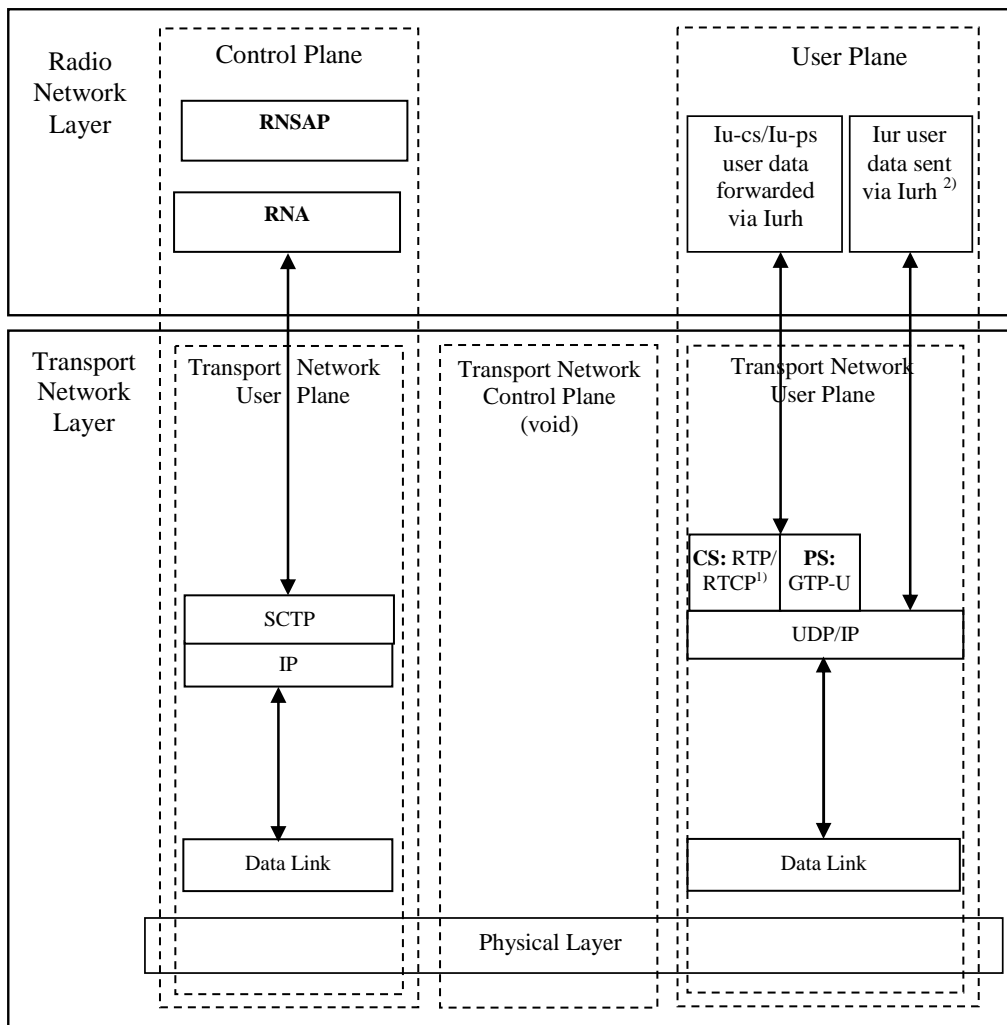 Radio
Network
Layer
Control Plane
RNSAP
RNA
User Plane
Iu-cs/Iu-ps
user data
forwarded
via Iurh
Iur user
data sent
via Iurh 2)
Transport
Network
Layer
Transport Network
User Plane
Transport Network
Control Plane
(void)
Transport Network
User Plane
SCTP
IP
Data Link
CS: RTP/
RTCP1)
PS:
GTP-U
UDP/IP
Data Link
Physical Layer